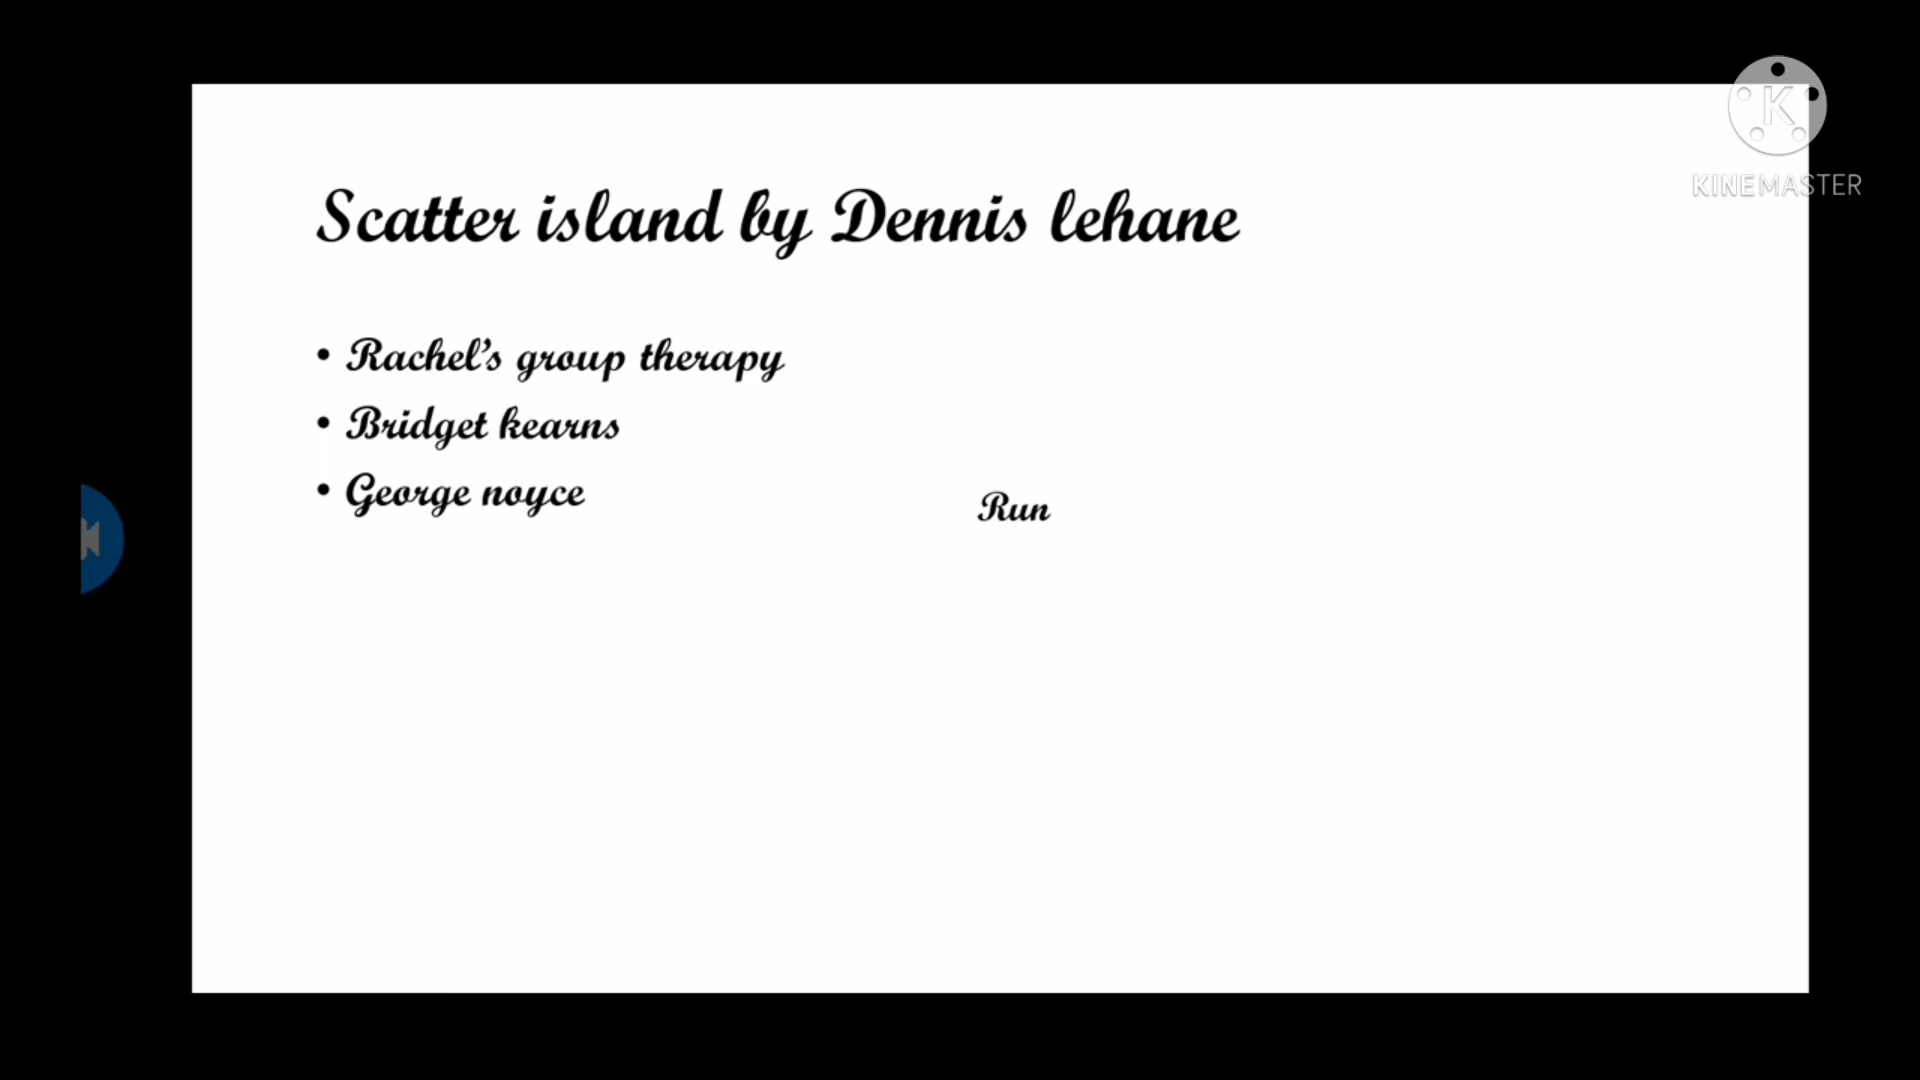 Scatter island by Dennis lehane
• Rachel's group therapy
• Bridget kearns
• George noyce
Run
K
KINEMASTER